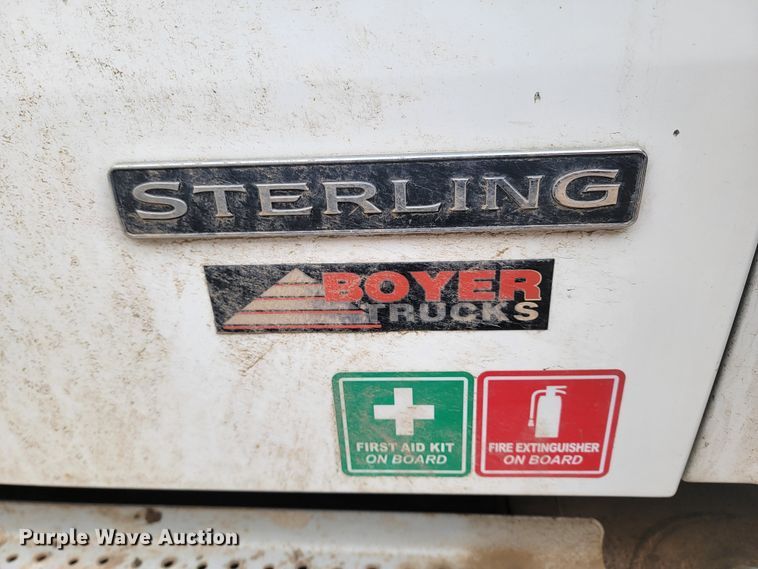 STERLING
BOYER
TRUCKS
FIRST AID KIT
ON BOARD
FIRE EXTINGUISHER
ON BOARD
Purple Wave Auction